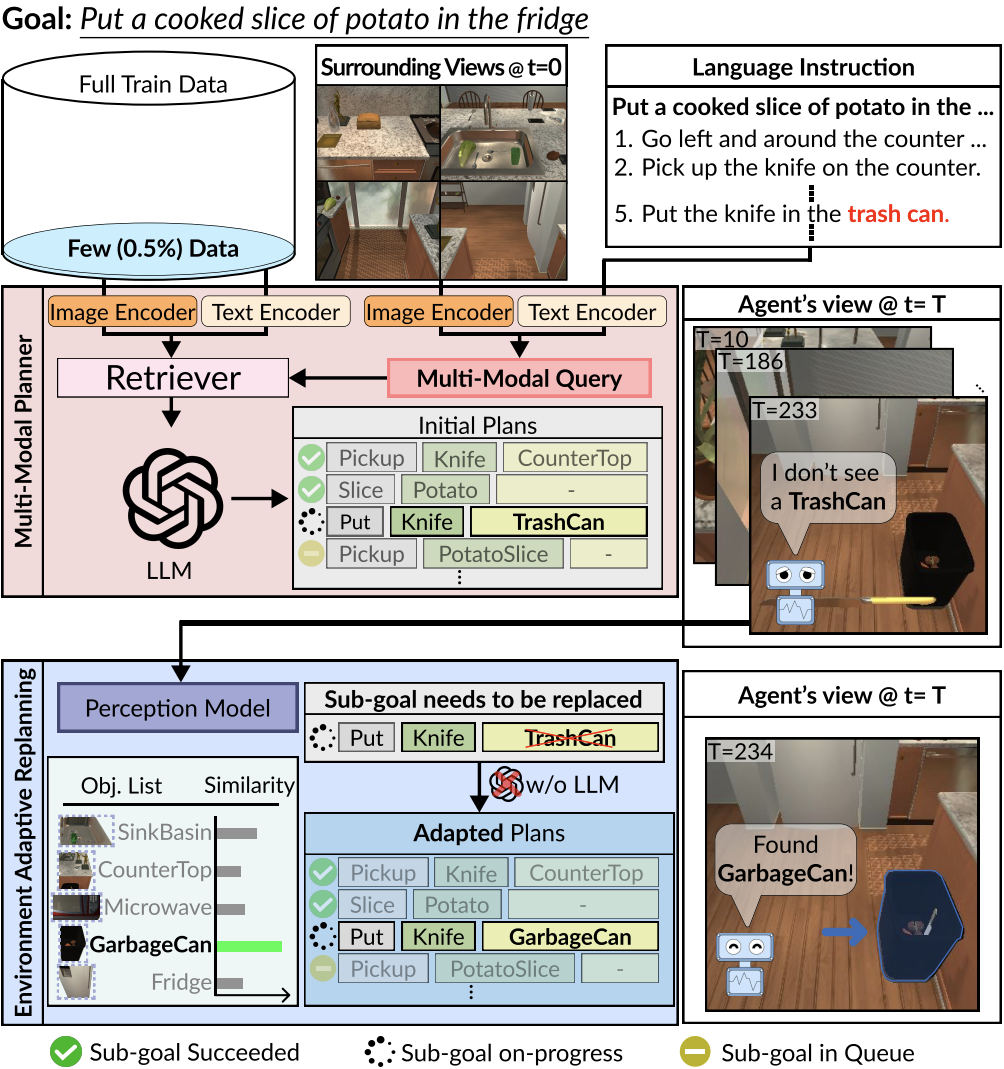 Goal: Put a cooked slice of potato in the fridge
Full Train Data
Few (0.5%) Data
Surrounding Views @ t=0
Language Instruction
Put a cooked slice of potato in the ...
1. Go left and around the counter ...
2. Pick up the knife on the counter.
5. Put the knife in the trash can.
Multi-Modal Planner
Image Encoder
Text Encoder
Image Encoder
Text Encoder
Retriever
Multi-Modal Query
LLM
Initial Plans
Pickup Knife CounterTop
Slice Potato -
Put Knife TrashCan
Pickup PotatoSlice -
Agent's view @ t= T
T=10
T=186
T=233
I don't see
a TrashCan
Environment Adaptive Replanning
Perception Model
Obj. List Similarity
SinkBasin
CounterTop
Microwave
GarbageCan
Fridge
Sub-goal needs to be replaced
Put Knife TrashCan
w/o LLM
Adapted Plans
Pickup Knife CounterTop
Slice Potato -
Put Knife GarbageCan
Pickup PotatoSlice -
Agent's view @ t= T
T=234
Found
GarbageCan!
Sub-goal Succeeded
Sub-goal on-progress
Sub-goal in Queue